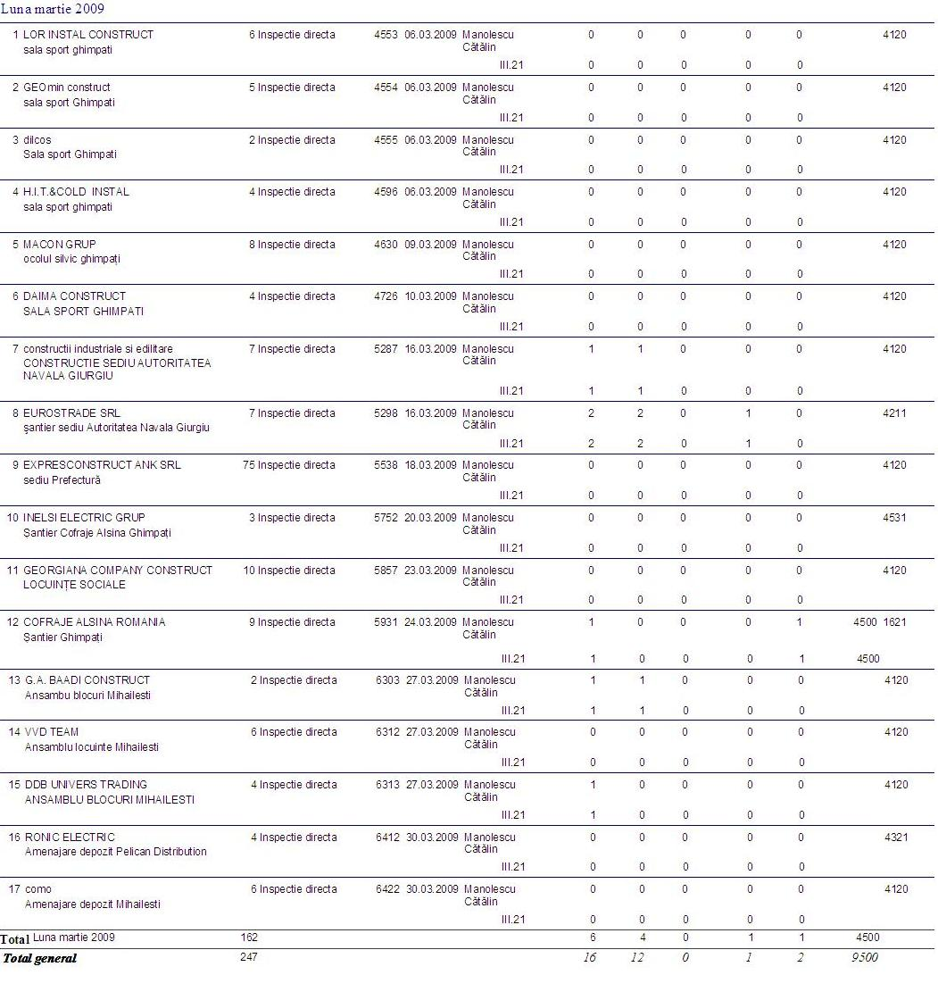 Luna martie 2009
1 LOR INSTAL CONSTRUCT 6 Inspectie directa 4553 06.03.2009 Manolescu 0 0 0 0 0 4120
sala sport ghimpati Cătălin
III.21 0 0 0 0 0
2 GEOmin construct 5 Inspectie directa 4554 06.03.2009 Manolescu 0 0 0 0 0 4120
sala sport Ghimpati Cătălin
III.21 0 0 0 0 0
3 dilcos 2 Inspectie directa 4555 06.03.2009 Manolescu 0 0 0 0 0 4120
Sala sport Ghimpati Cătălin
III.21 0 0 0 0 0
4 H.I.T.&COLD INSTAL 4 Inspectie directa 4596 06.03.2009 Manolescu 0 0 0 0 0 4120
sala sport ghimpati Cătălin
III.21 0 0 0 0 0
5 MACON GRUP 8 Inspectie directa 4630 09.03.2009 Manolescu 0 0 0 0 0 4120
ocolul silvic ghimpați Cătălin
III.21 0 0 0 0 0
6 DAIMA CONSTRUCT 4 Inspectie directa 4726 10.03.2009 Manolescu 0 0 0 0 0 4120
SALA SPORT GHIMPATI Cătălin
III.21 0 0 0 0 0
7 constructii industriale si edilitare 7 Inspectie directa 5287 16.03.2009 Manolescu 1 1 0 0 0 4120
CONSTRUCTIE SEDIU AUTORITATEA Cătălin
NAVALA GIURGIU
III.21 1 1 0 0 0
8 EUROSTRADE SRL 7 Inspectie directa 5298 16.03.2009 Manolescu 2 2 0 1 0 4211
șantier sediu Autoritatea Navala Giurgiu Cătălin
III.21 2 2 0 1 0
9 EXPRESCONSTRUCT ANK SRL 75 Inspectie directa 5538 18.03.2009 Manolescu 0 0 0 0 0 4120
sediu Prefectură Cătălin
III.21 0 0 0 0 0
10 INELSI ELECTRIC GRUP 3 Inspectie directa 5752 20.03.2009 Manolescu 0 0 0 0 0 4531
Șantier Cofraje Alsina Ghimpați Cătălin
III.21 0 0 0 0 0
11 GEORGIANA COMPANY CONSTRUCT 10 Inspectie directa 5857 23.03.2009 Manolescu 0 0 0 0 0 4120
LOCUINȚE SOCIALE Cătălin
III.21 0 0 0 0 0
12 COFRAJE ALSINA ROMANIA 9 Inspectie directa 5931 24.03.2009 Manolescu 1 0 0 0 1 4500 1621
Șantier Ghimpați Cătălin
III.21 1 0 0 0 1 4500
13 G.A. BAADI CONSTRUCT 2 Inspectie directa 6303 27.03.2009 Manolescu 1 1 0 0 0 4120
Ansambu blocuri Mihailesti Cătălin
III.21 1 1 0 0 0
14 VVD TEAM 6 Inspectie directa 6312 27.03.2009 Manolescu 0 0 0 0 0 4120
Ansamblu locuinte Mihailesti Cătălin
III.21 0 0 0 0 0
15 DDB UNIVERS TRADING 4 Inspectie directa 6313 27.03.2009 Manolescu 1 0 0 0 0 4120
ANSAMBLU BLOCURI MIHAILESTI Cătălin
III.21 1 0 0 0 0
16 RONIC ELECTRIC 4 Inspectie directa 6412 30.03.2009 Manolescu 0 0 0 0 0 4321
Amenajare depozit Pelican Distribution Cătălin
III.21 0 0 0 0 0
17 como 6 Inspectie directa 6422 30.03.2009 Manolescu 0 0 0 0 0 4120
Amenajare depozit Mihailesti Cătălin
III.21 0 0 0 0 0
Total Luna martie 2009 162 6 4 0 1 1 4500
Total general 247 16 12 0 1 2 9500